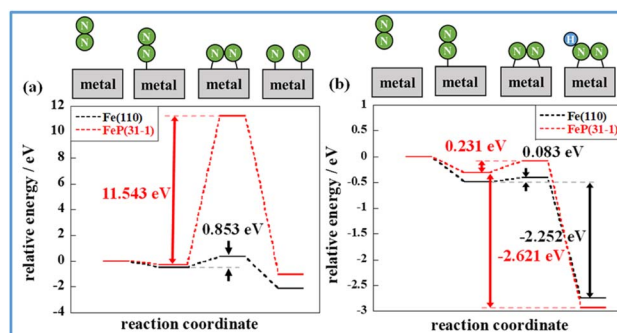 N
N
N
N
N N
N N
metal
metal
metal
metal
N
N
N
N
N N
H
N N
metal
metal
metal
metal
(a)
relative energy / eV
12
10
8
6
4
2
0
-2
-4
Fe(110)
FeP(31-1)
11.543 eV
0.853 eV
reaction coordinate
(b)
relative energy / eV
1
0.5
0
-0.5
-1
-1.5
-2
-2.5
-3
Fe(110)
FeP(31-1)
0.231 eV
0.083 eV
-2.252 eV
-2.621 eV
reaction coordinate